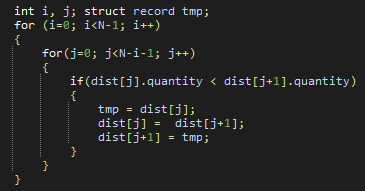 int i, j; struct record tmp;
for (i=0; i<N-1; i++)
{
for(j=0; j<N-i-1; j++)
{
if(dist[j].quantity < dist[j+1].quantity)
{
tmp = dist[j];
dist[j] =  dist[j+1];
dist[j+1] = tmp;
}
}
}